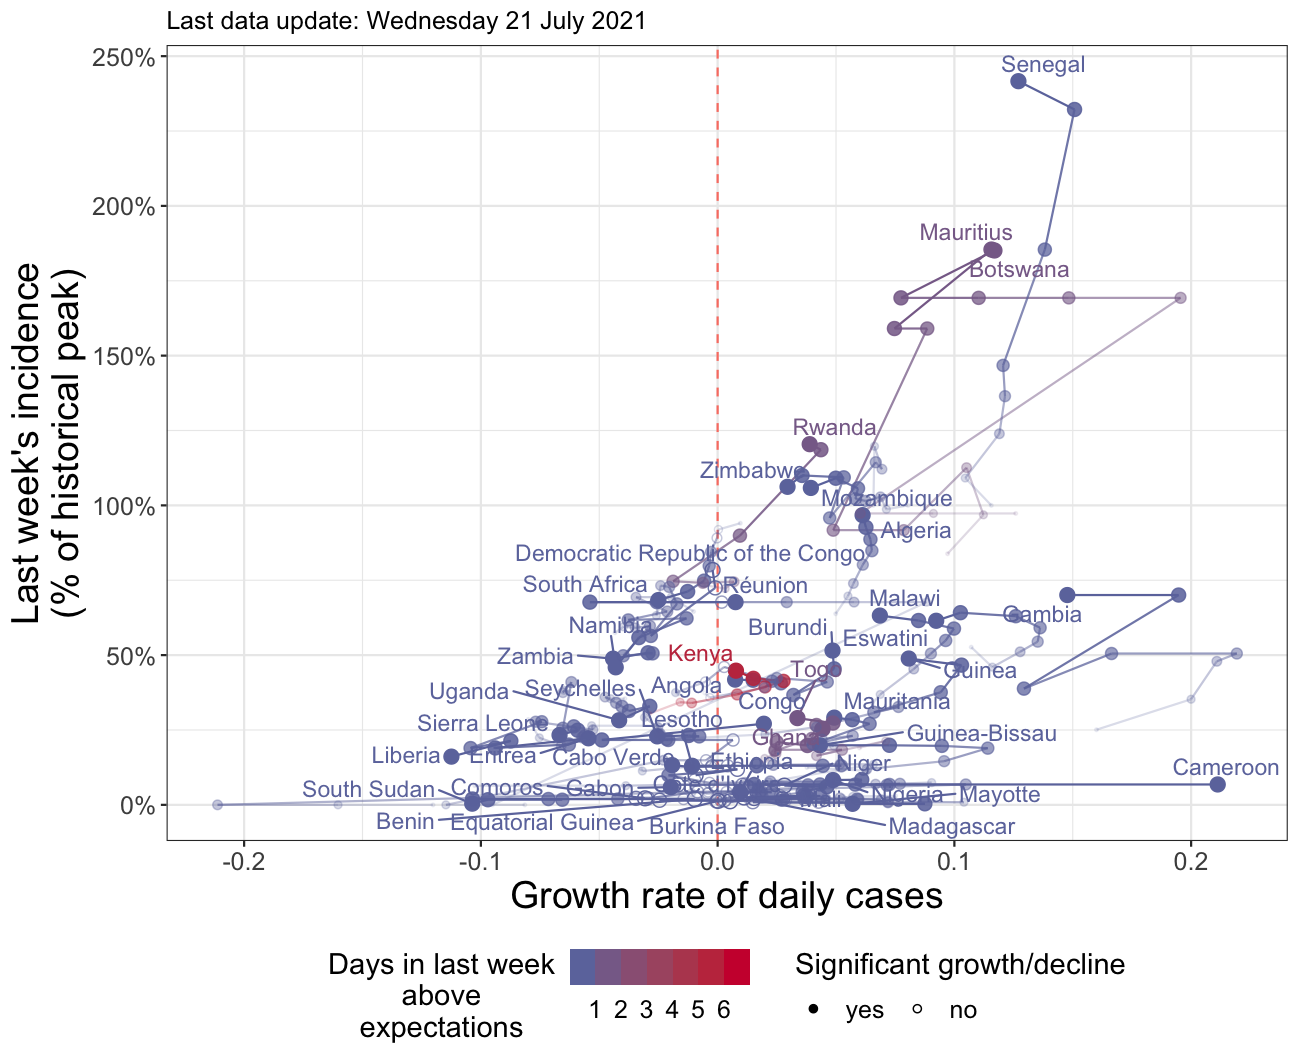 Last data update: Wednesday 21 July 2021
250%
200%
150%
100%
50%
0%
Last week's incidence
(% of historical peak)
Senegal
Mauritius
Botswana
Rwanda
Zimbabwe
Mozambique
Algeria
Democratic Republic of the Congo
South Africa
Réunion
Malawi
Gambia
Namibia
Burundi
Eswatini
Zambia
Kenya
Togo
Guinea
Uganda
Seychelles
Angola
Congo
Mauritania
Sierra Leone
Lesotho
Ghana
Guinea-Bissau
Liberia
Eritrea
Cabo Verde
Ethiopia
Niger
Cameroon
South Sudan
Comoros
Gabon
Mali
Nigeria
Mayotte
Benin
Equatorial Guinea
Burkina Faso
Madagascar
-0.2
-0.1
0.0
0.1
0.2
Growth rate of daily cases
Days in last week
above
expectations
1 2 3 4 5 6
Significant growth/decline
yes
no